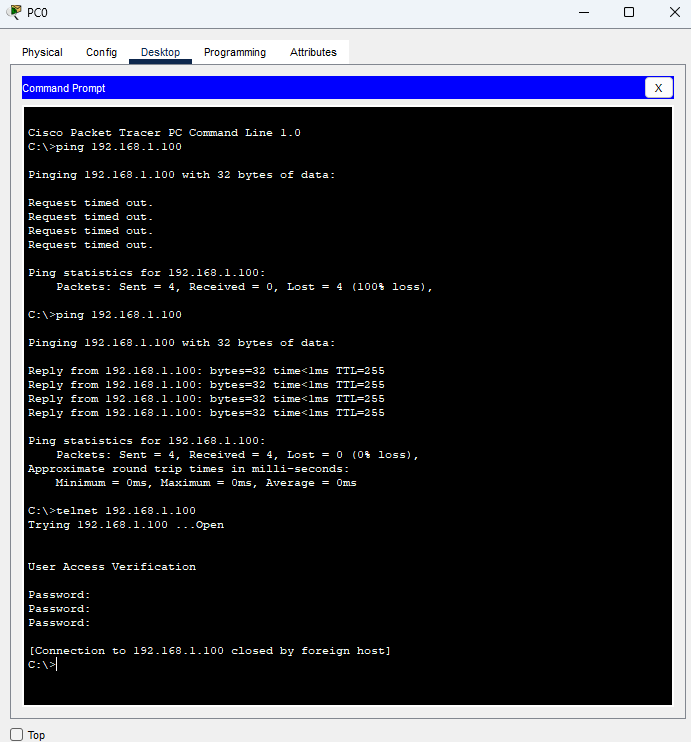 PC0
Physical Config Desktop Programming Attributes
Command Prompt X
Cisco Packet Tracer PC Command Line 1.0
C:\>ping 192.168.1.100
Pinging 192.168.1.100 with 32 bytes of data:
Request timed out.
Request timed out.
Request timed out.
Request timed out.
Ping statistics for 192.168.1.100:
    Packets: Sent = 4, Received = 0, Lost = 4 (100% loss),
C:\>ping 192.168.1.100
Pinging 192.168.1.100 with 32 bytes of data:
Reply from 192.168.1.100: bytes=32 time<1ms TTL=255
Reply from 192.168.1.100: bytes=32 time<1ms TTL=255
Reply from 192.168.1.100: bytes=32 time<1ms TTL=255
Reply from 192.168.1.100: bytes=32 time<1ms TTL=255
Ping statistics for 192.168.1.100:
    Packets: Sent = 4, Received = 4, Lost = 0 (0% loss),
Approximate round trip times in milli-seconds:
    Minimum = 0ms, Maximum = 0ms, Average = 0ms
C:\>telnet 192.168.1.100
Trying 192.168.1.100 ...Open
User Access Verification
Password:
Password:
Password:
[Connection to 192.168.1.100 closed by foreign host]
C:\>
Top